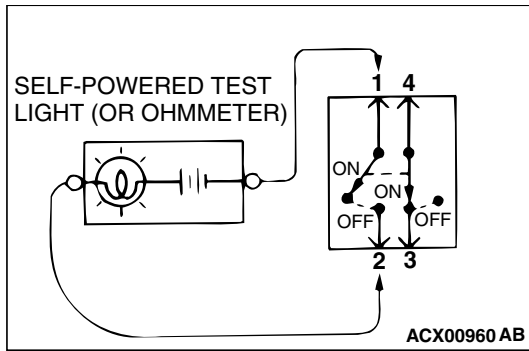 SELF-POWERED TEST
LIGHT (OR OHMMETER)
1 4
ON
ON
OFF OFF
2 3
ACX00960 AB